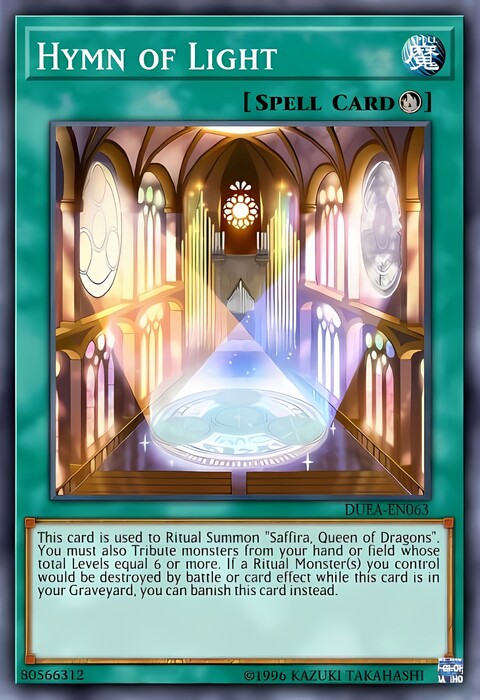 Hymn of Light
[Spell Card]
DUEA-EN063
This card is used to Ritual Summon "Saffira, Queen of Dragons".
You must also Tribute monsters from your hand or field whose
total Levels equal 6 or more. If a Ritual Monster(s) you control
would be destroyed by battle or card effect while this card is in
your Graveyard, you can banish this card instead.
80566312
©1996 KAZUKI TAKAHASHI